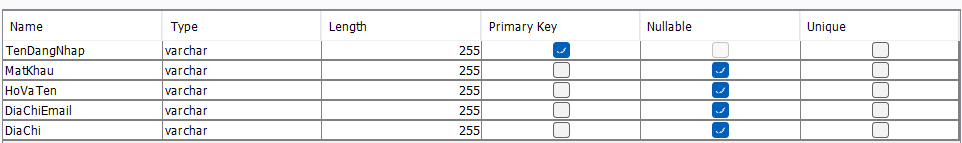 Name Type Length Primary Key Nullable Unique
TenDangNhap varchar 255
MatKhau varchar 255
HoVaTen varchar 255
DiaChiEmail varchar 255
DiaChi varchar 255